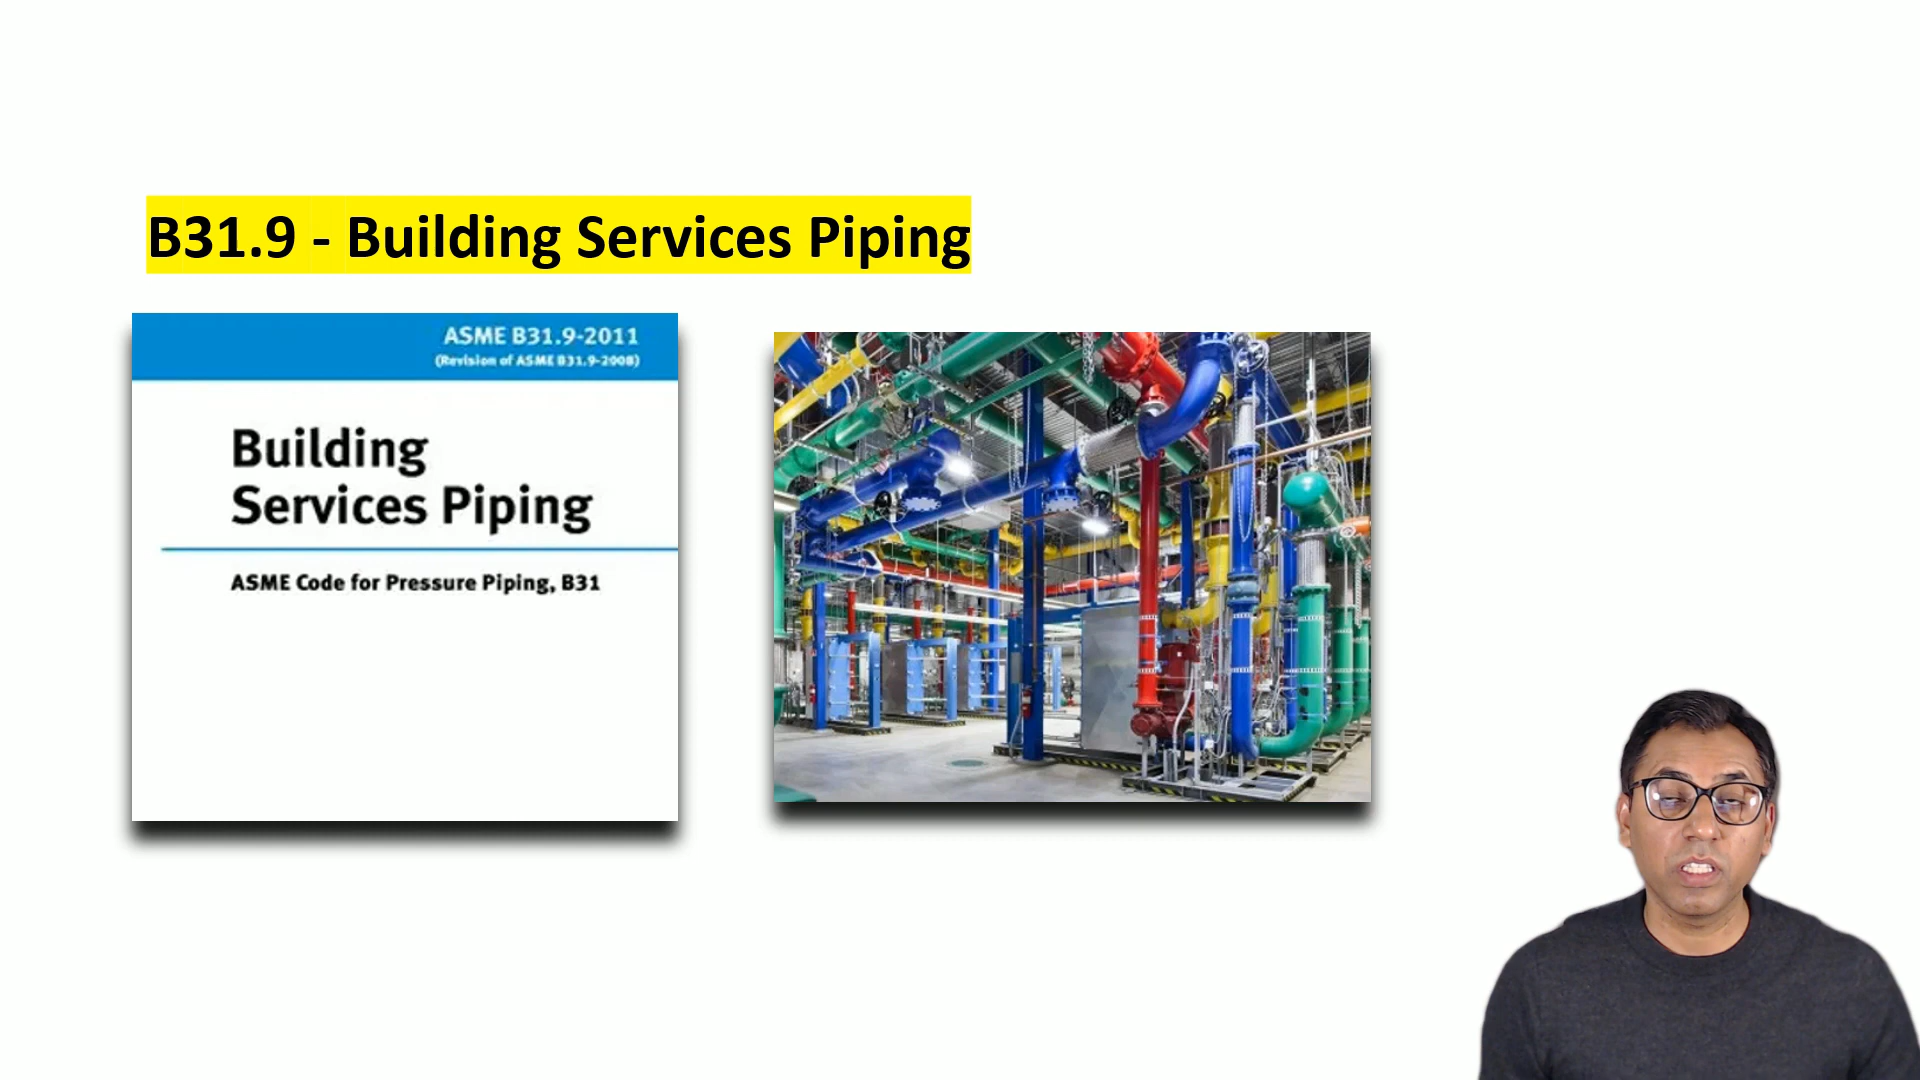 B31.9 - Building Services Piping
ASME B31.9-2011
(Revision of ASME B31.9-2008)
Building
Services Piping
ASME Code for Pressure Piping, B31